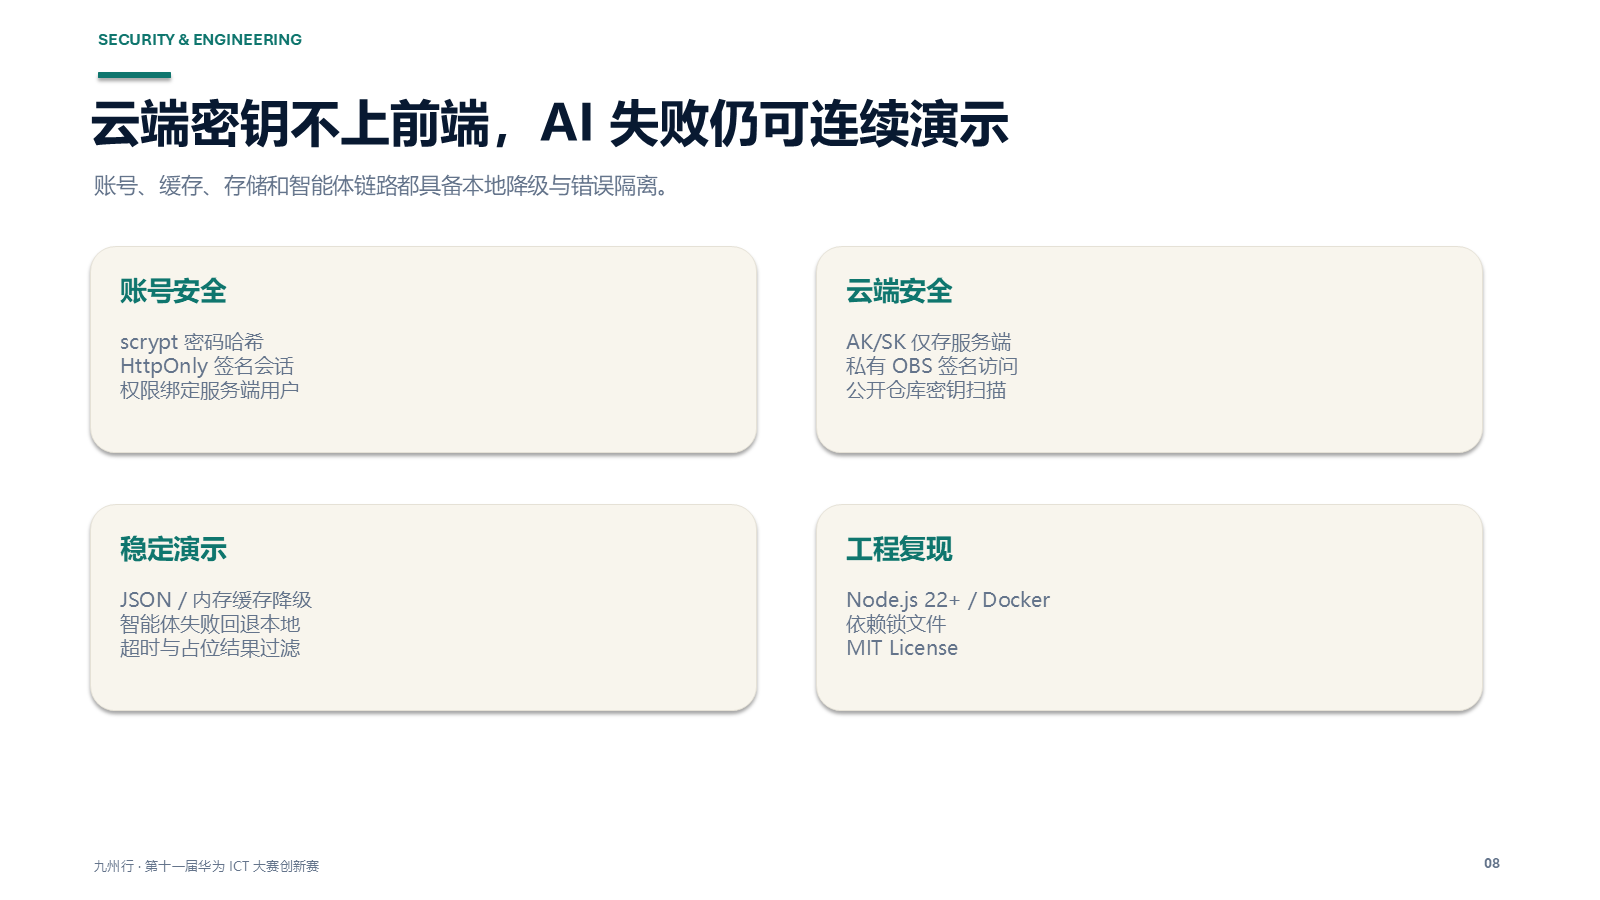 SECURITY & ENGINEERING
云端密钥不上前端，AI 失败仍可连续演示
账号、缓存、存储和智能体链路都具备本地降级与错误隔离。
账号安全
scrypt 密码哈希
HttpOnly 签名会话
权限绑定服务端用户
云端安全
AK/SK 仅存服务端
私有 OBS 签名访问
公开仓库密钥扫描
稳定演示
JSON / 内存缓存降级
智能体失败回退本地
超时与占位结果过滤
工程复现
Node.js 22+ / Docker
依赖锁文件
MIT License
九州行 · 第十一届华为 ICT 大赛创新赛
08